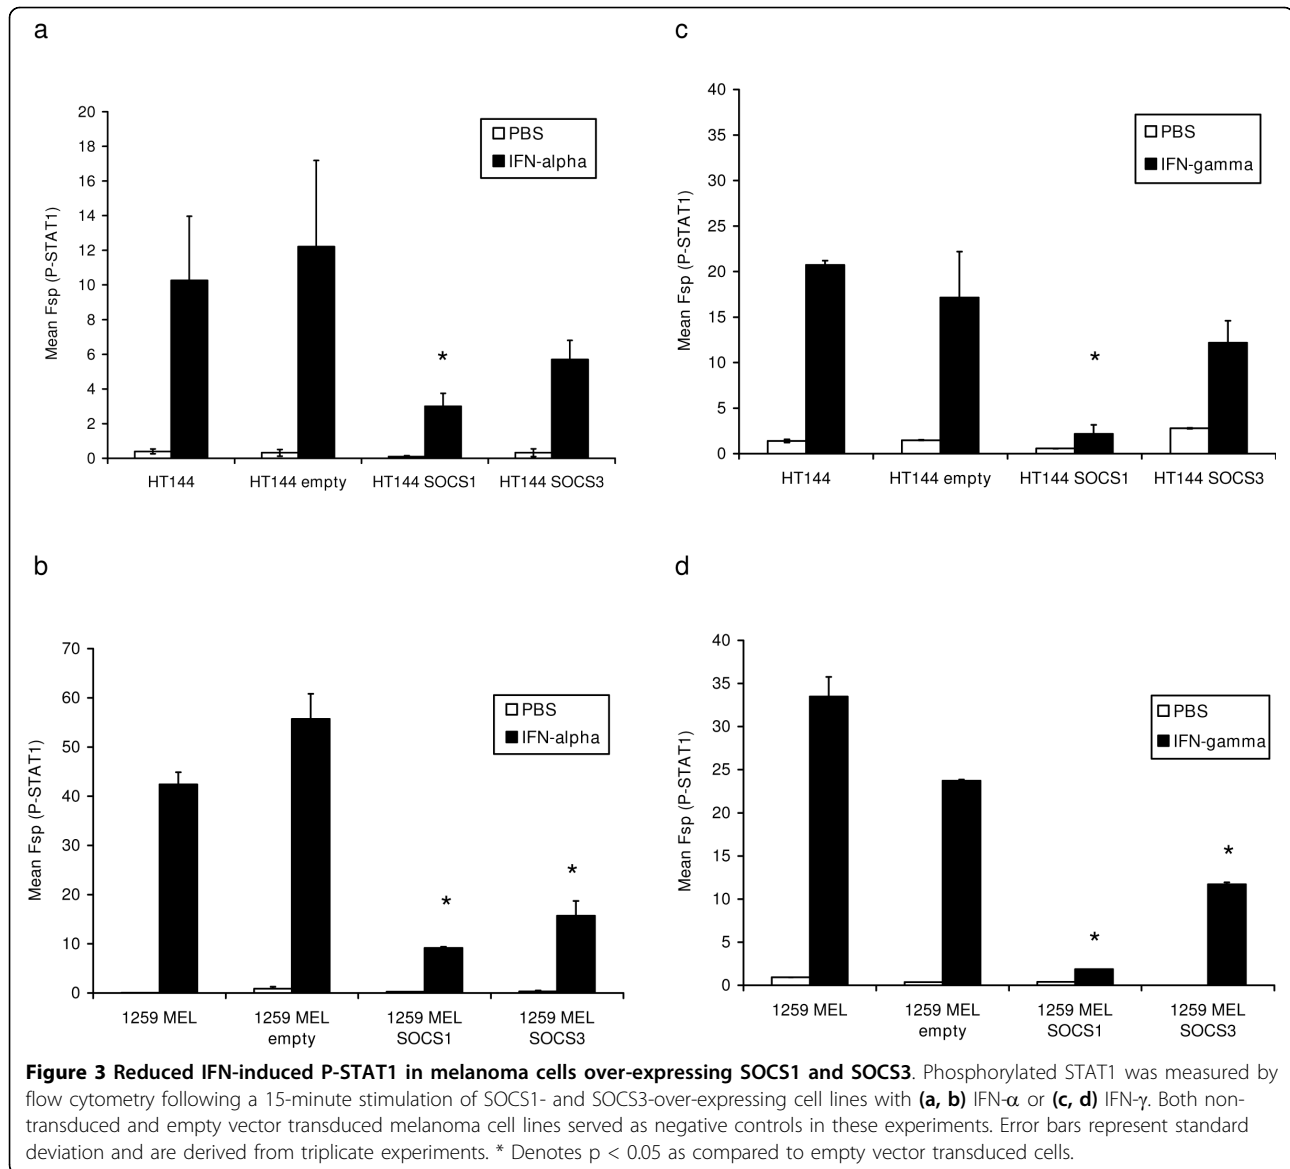 a
20
18
16
14
12
10
8
6
4
2
0
Mean Fsp (P-STAT1)
PBS
IFN-alpha
*
HT144
HT144 empty
HT144 SOCS1
HT144 SOCS3
c
40
35
30
25
20
15
10
5
0
Mean Fsp (P-STAT1)
PBS
IFN-gamma
*
HT144
HT144 empty
HT144 SOCS1
HT144 SOCS3
b
70
60
50
40
30
20
10
0
Mean Fsp (P-STAT1)
PBS
IFN-alpha
*
*
1259 MEL
1259 MEL
empty
1259 MEL
SOCS1
1259 MEL
SOCS3
d
40
35
30
25
20
15
10
5
0
Mean Fsp (P-STAT1)
PBS
IFN-gamma
*
*
1259 MEL
1259 MEL
empty
1259 MEL
SOCS1
1259 MEL
SOCS3
Figure 3 Reduced IFN-induced P-STAT1 in melanoma cells over-expressing SOCS1 and SOCS3. Phosphorylated STAT1 was measured by
flow cytometry following a 15-minute stimulation of SOCS1- and SOCS3-over-expressing cell lines with (a, b) IFN-α or (c, d) IFN-γ. Both non-
transduced and empty vector transduced melanoma cell lines served as negative controls in these experiments. Error bars represent standard
deviation and are derived from triplicate experiments. * Denotes p < 0.05 as compared to empty vector transduced cells.